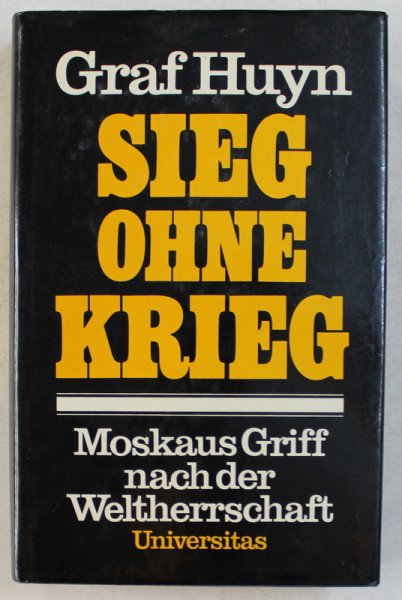 Graf Huyn
SIEG
OHNE
KRIEG
Moskaus Griff
nach der
Weltherrschaft
Universitas